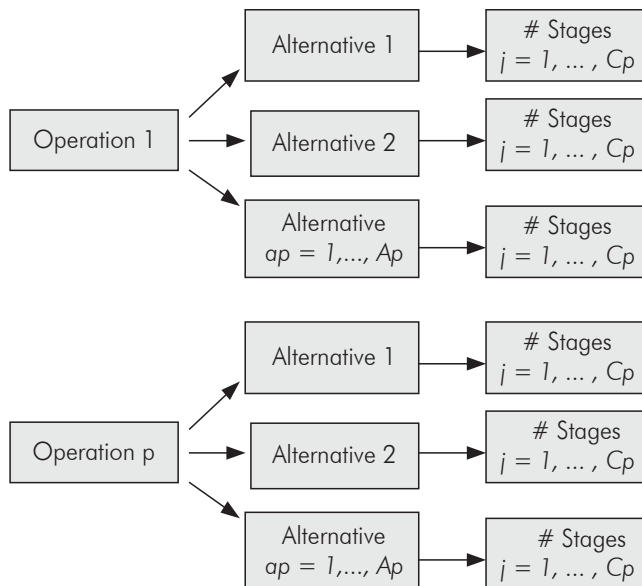 Alternative 1
# Stages
j = 1, ... , Cp
Operation 1
Alternative 2
# Stages
j = 1, ... , Cp
Alternative
ap = 1,..., Ap
# Stages
j = 1, ... , Cp
Alternative 1
# Stages
j = 1, ... , Cp
Operation p
Alternative 2
# Stages
j = 1, ... , Cp
Alternative
ap = 1,..., Ap
# Stages
j = 1, ... , Cp